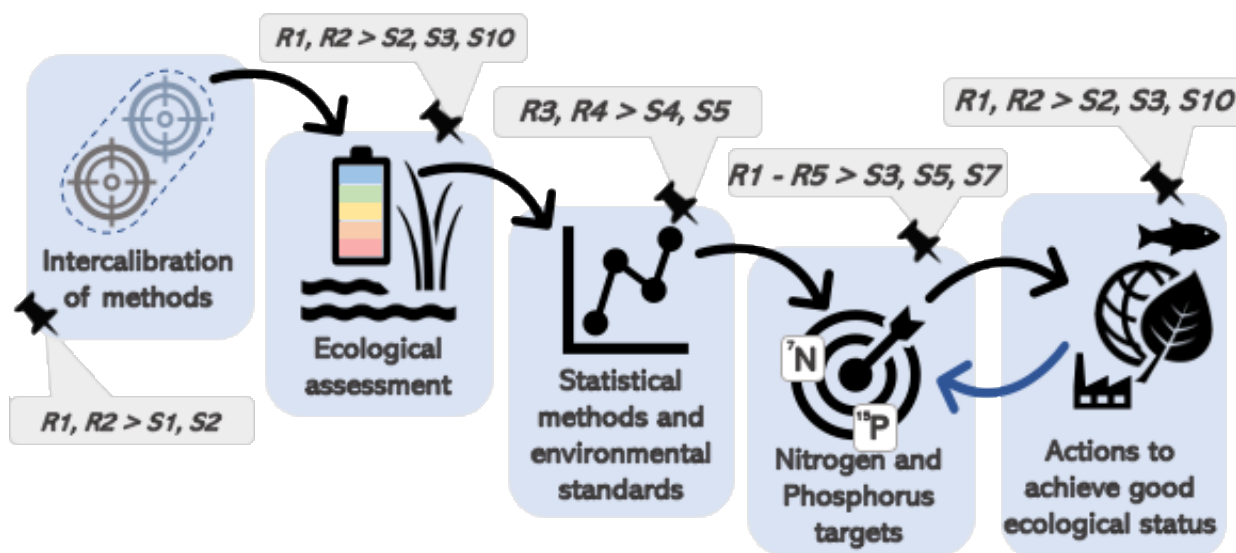 R1, R2 > S2, S3, S10
Intercalibration
of methods
R1, R2 > S1, S2
Ecological
assessment
R3, R4 > S4, S5
Statistical
methods and
environmental
standards
R1 - R5 > S3, S5, S7
7N
15P
Nitrogen and
Phosphorus
targets
R1, R2 > S2, S3, S10
Actions to
achieve good
ecological status